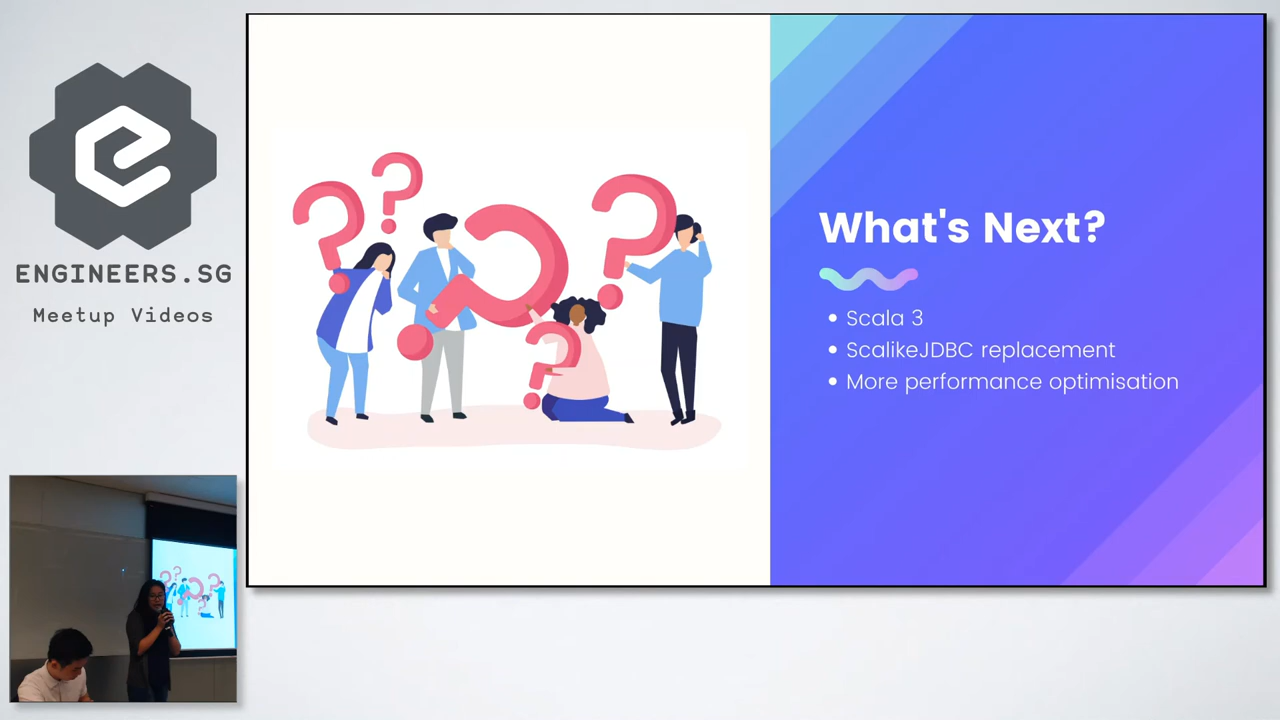 ENGINEERS.SG
Meetup Videos
What's Next?
Scala 3
ScalikeJDBC replacement
More performance optimisation